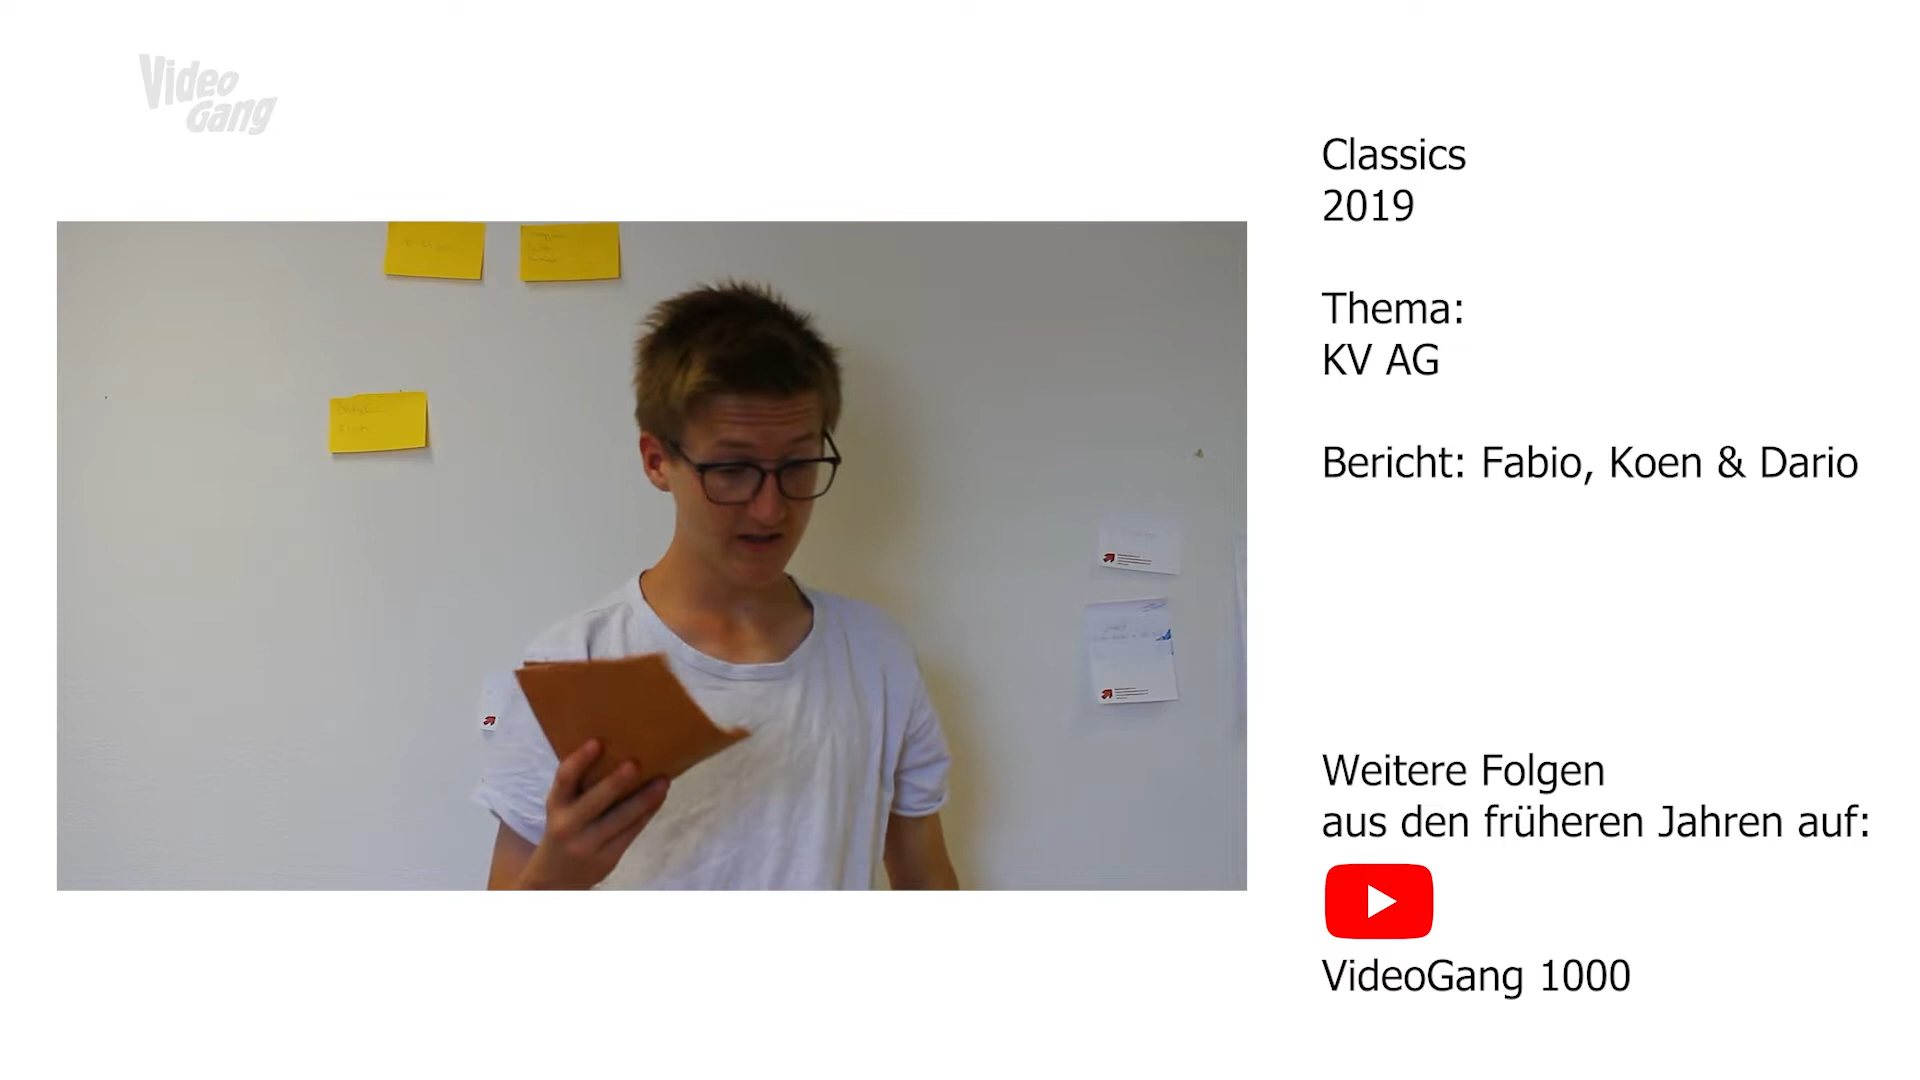 Video
Gang
Classics
2019
Thema:
KV AG
Bericht: Fabio, Koen & Dario
Weitere Folgen
aus den früheren Jahren auf:
VideoGang 1000